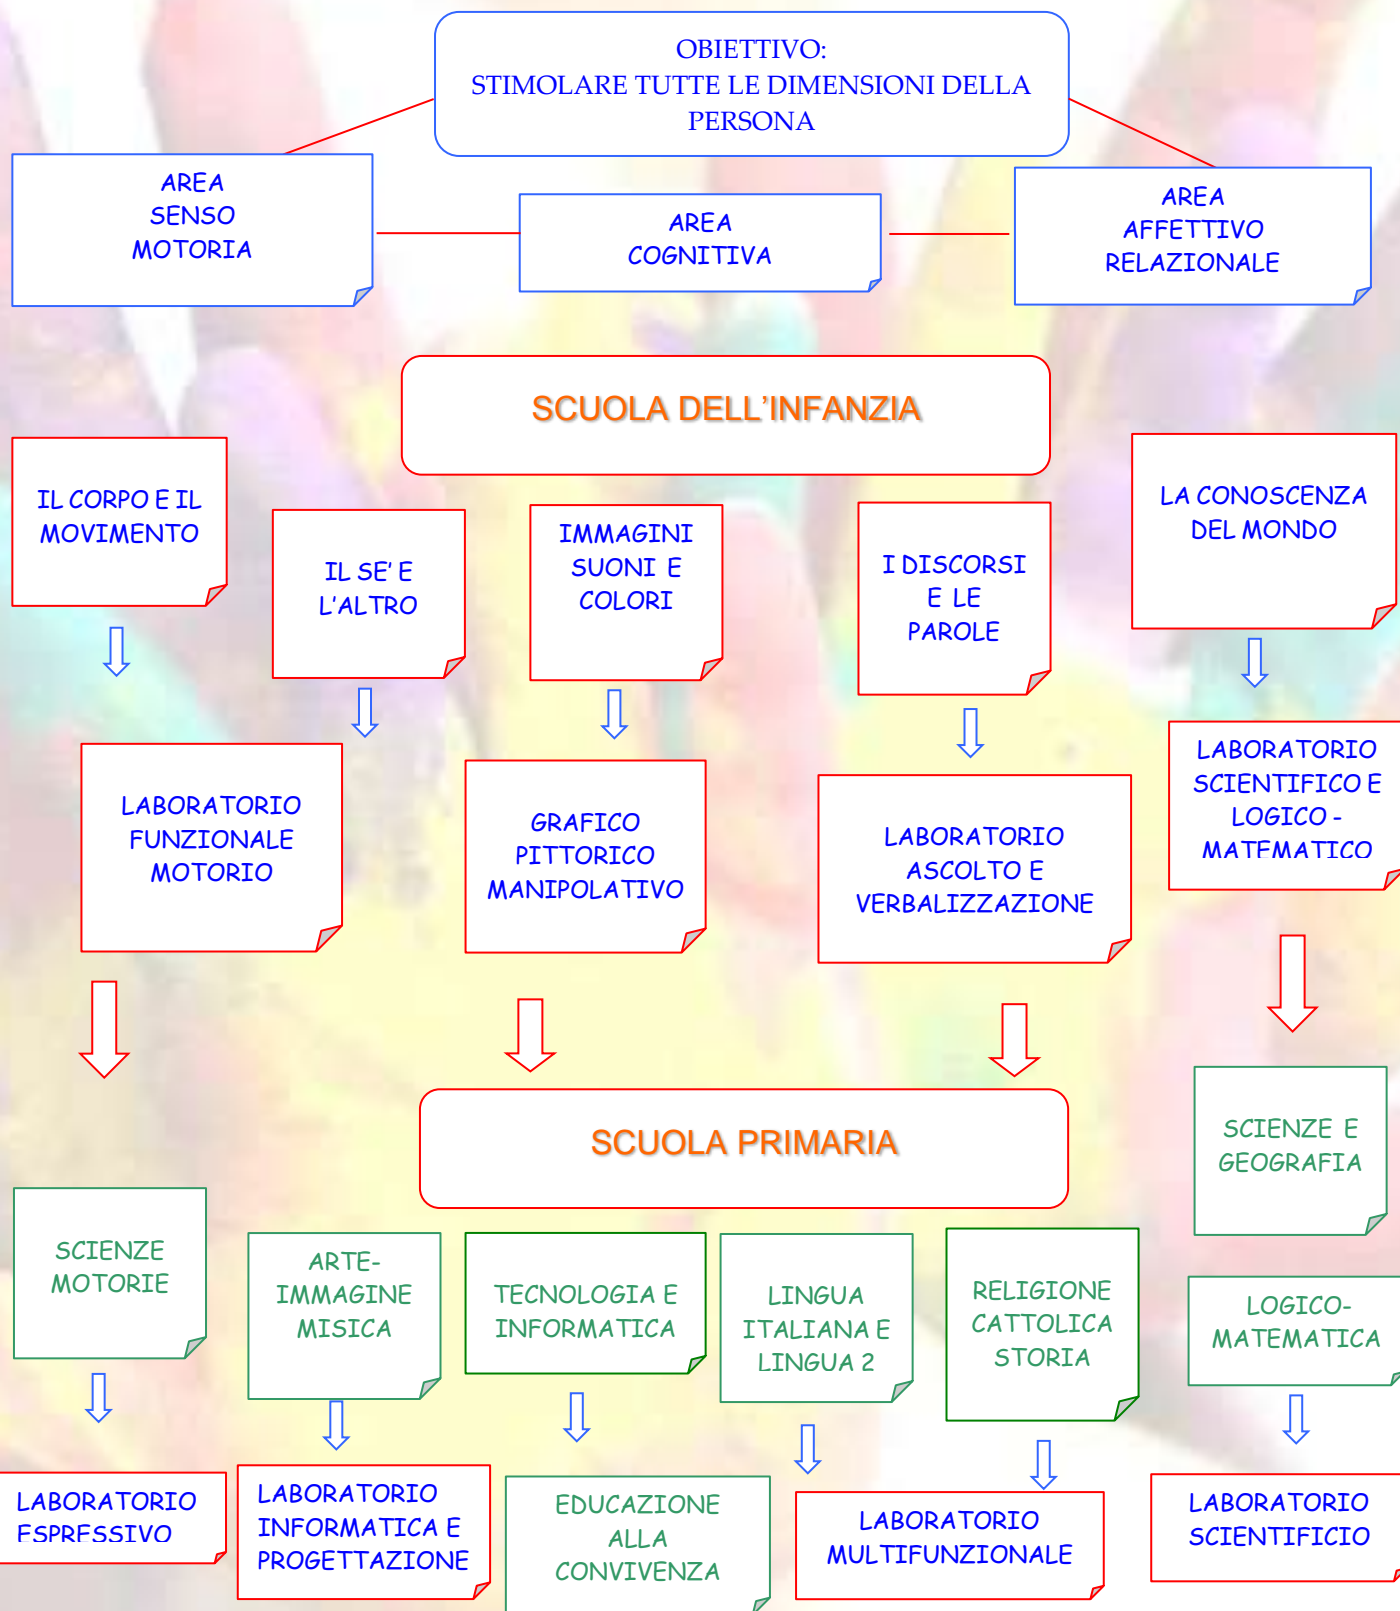 OBIETTIVO:
STIMOLARE TUTTE LE DIMENSIONI DELLA
PERSONA
AREA
SENSO
MOTORIA
AREA
COGNITIVA
AREA
AFFETTIVO
RELAZIONALE
SCUOLA DELL'INFANZIA
IL CORPO E IL
MOVIMENTO
IL SE' E
L'ALTRO
IMMAGINI
SUONI E
COLORI
I DISCORSI
E LE
PAROLE
LA CONOSCENZA
DEL MONDO
LABORATORIO
FUNZIONALE
MOTORIO
GRAFICO
PITTORICO
MANIPOLATIVO
LABORATORIO
ASCOLTO E
VERBALIZZAZIONE
LABORATORIO
SCIENTIFICO E
LOGICO -
MATEMATICO
SCUOLA PRIMARIA
SCIENZE
MOTORIE
ARTE-
IMMAGINE
MISICA
TECNOLOGIA E
INFORMATICA
LINGUA
ITALIANA E
LINGUA 2
RELIGIONE
CATTOLICA
STORIA
SCIENZE E
GEOGRAFIA
LOGICO-
MATEMATICA
LABORATORIO
ESPRESSIVO
LABORATORIO
INFORMATICA E
PROGETTAZIONE
EDUCAZIONE
ALLA
CONVIVENZA
LABORATORIO
MULTIFUNZIONALE
LABORATORIO
SCIENTIFICIO